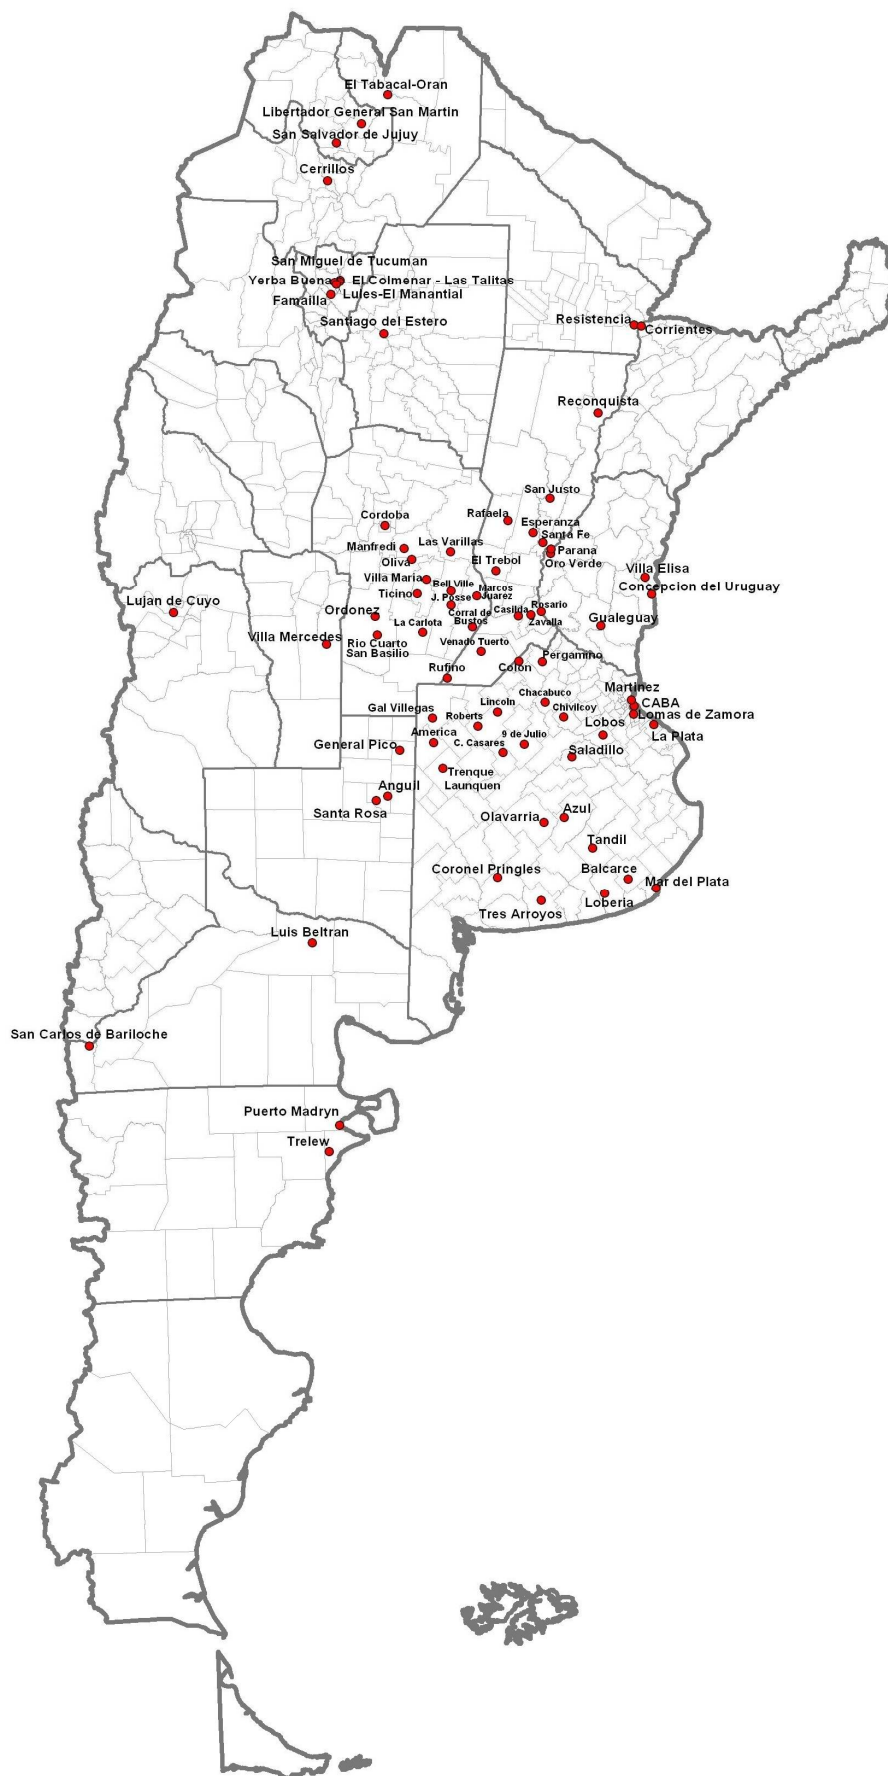 El Tabacal-Oran
Libertador General San Martin
San Salvador de Jujuy
Cerrillos
San Miguel de Tucuman
Yerba Buena
El Colmenar - Las Talitas
Famailla
Lules-El Manantial
Santiago del Estero
Resistencia
Corrientes
Reconquista
San Justo
Rafaela
Cordoba
Esperanza
Santa Fe
Manfredi
Las Varillas
Parana
Oliva
El Trebol
Oro Verde
Villa Elisa
Villa Maria
Bell Ville
Marcos
Juarez
Concepcion del Uruguay
Ticino
J. Posse
Lujan de Cuyo
Ordonez
Corral de
Bustos
Casilda
Rosario
Zavalla
Gualeguay
La Carlota
Villa Mercedes
Rio Cuarto
San Basilio
Venado Tuerto
Rufino
Colon
Pergamino
Martinez
Chacabuco
CABA
Gal Villegas
Lincoln
Roberts
Chivilcoy
Lomas de Zamora
Lobos
La Plata
America
General Pico
C. Casares
9 de Julio
Saladillo
Trenque
Launquen
Anguil
Santa Rosa
Olavarria
Azul
Tandil
Coronel Pringles
Balcarce
Mar del Plata
Loberia
Tres Arroyos
Luis Beltran
San Carlos de Bariloche
Puerto Madryn
Trelew